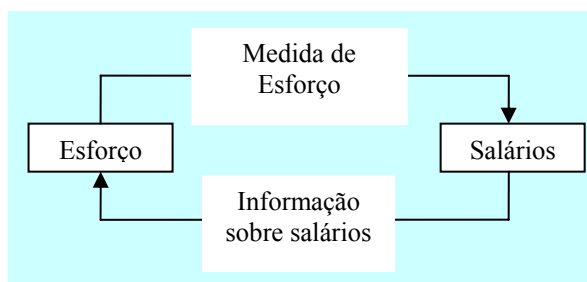 Medida de
Esforço
Esforço
Salários
Informação
sobre salários